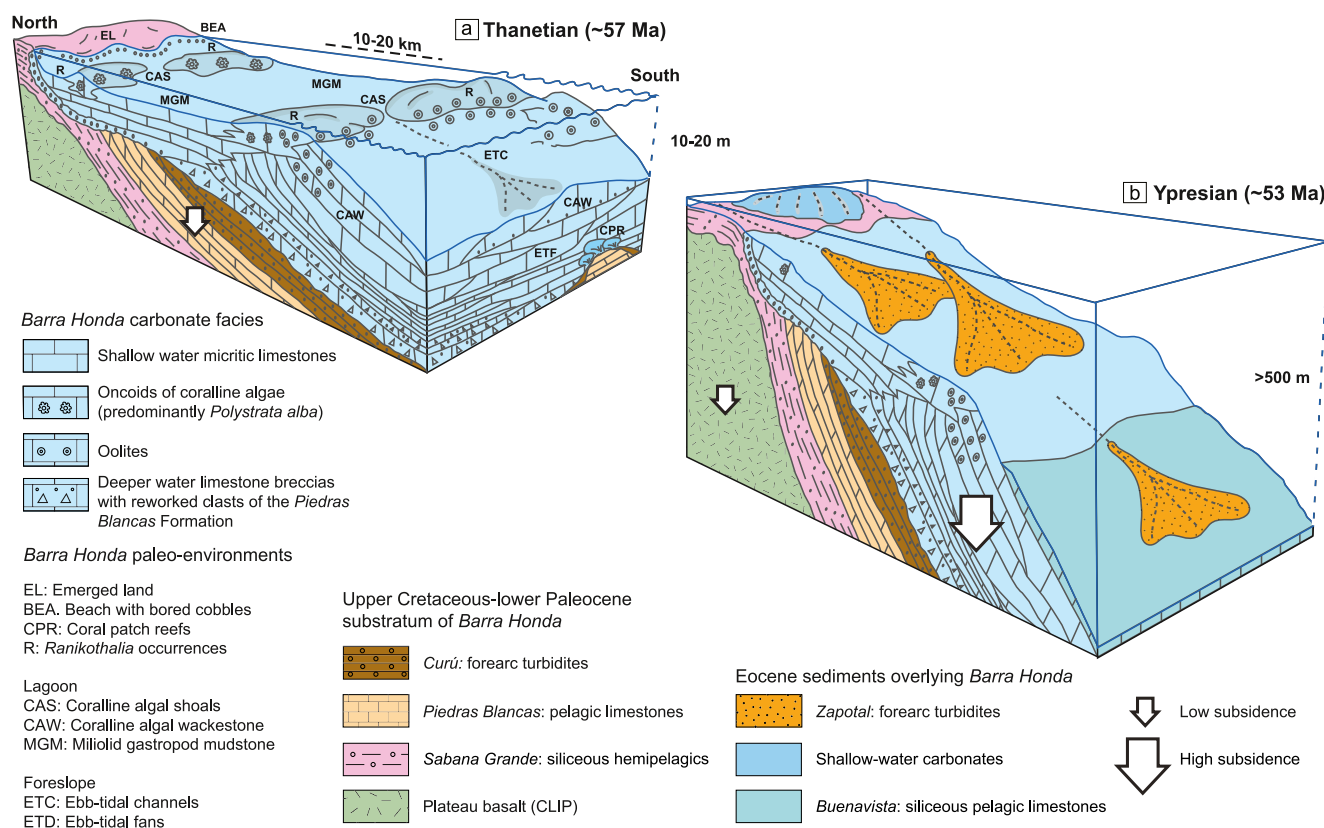 North
EL
BEA
R
a Thanetian (~57 Ma)
10-20 km
South
R
CAS
MGM
MGM
CAS
R
R
10-20 m
ETC
CAW
CAW
CPR
ETF
b Ypresian (~53 Ma)
>500 m
Barra Honda carbonate facies
Shallow water micritic limestones
Oncoids of coralline algae
(predominantly Polystrata alba)
Oolites
Deeper water limestone breccias
with reworked clasts of the Piedras
Blancas Formation
Barra Honda paleo-environments
EL: Emerged land
BEA. Beach with bored cobbles
CPR: Coral patch reefs
R: Ranikothalia occurrences
Lagoon
CAS: Coralline algal shoals
CAW: Coralline algal wackestone
MGM: Miliolid gastropod mudstone
Foreslope
ETC: Ebb-tidal channels
ETD: Ebb-tidal fans
Upper Cretaceous-lower Paleocene
substratum of Barra Honda
Curú: forearc turbidites
Piedras Blancas: pelagic limestones
Sabana Grande: siliceous hemipelagics
Plateau basalt (CLIP)
Eocene sediments overlying Barra Honda
Zapotal: forearc turbidites
Shallow-water carbonates
Buenavista: siliceous pelagic limestones
Low subsidence
High subsidence